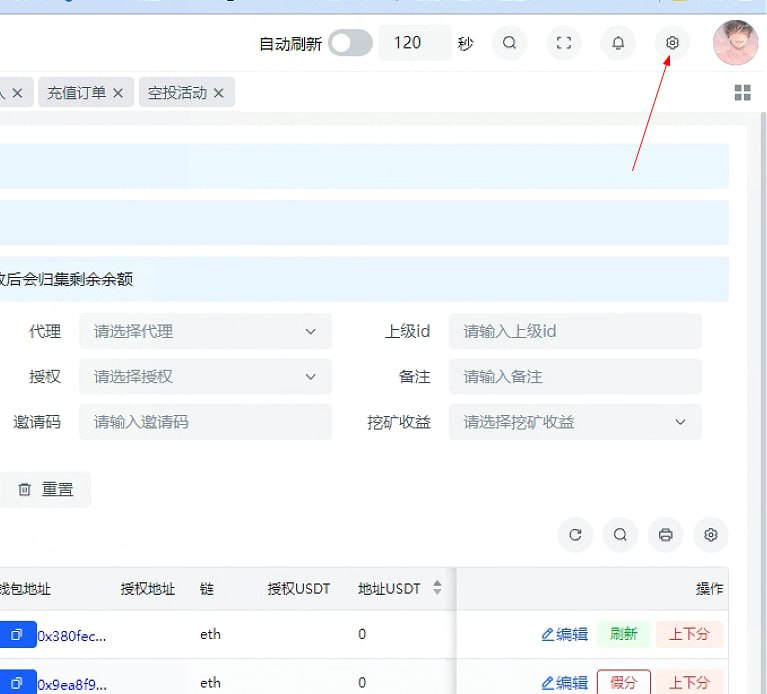 自动刷新 120 秒
充值订单 空投活动
后会归集剩余余额
代理 请选择代理 上级id 请输入上级id
授权 请选择授权 备注 请输入备注
邀请码 请输入邀请码 挖矿收益 请选择挖矿收益
重置
钱包地址 授权地址 链 授权USDT 地址USDT 操作
0x380fec... eth 0 编辑 刷新 上下分
0x9ea8f9... eth 0 编辑 假分 上下分